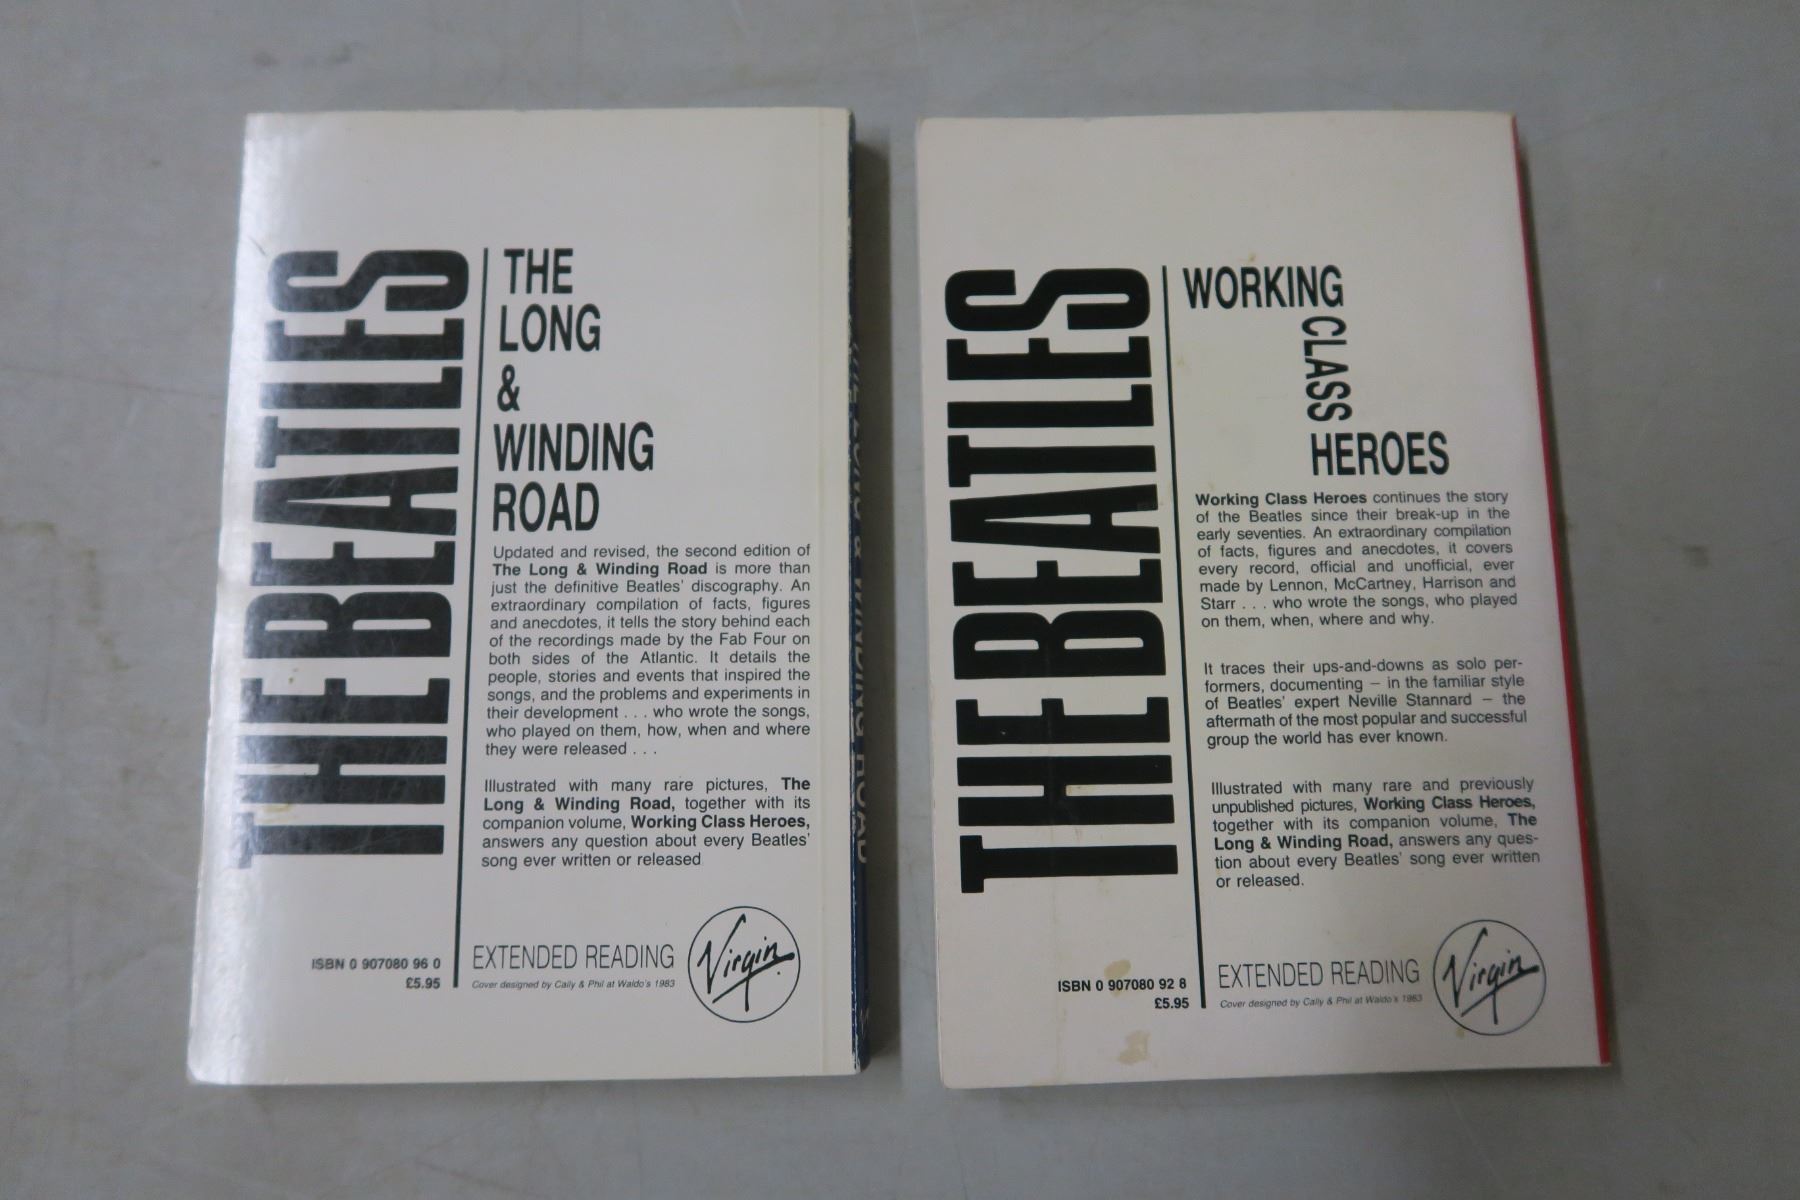 THE BEATLES
THE
LONG
&
WINDING
ROAD
Updated and revised, the second edition of
The Long & Winding Road is more than
just the definitive Beatles' discography. An
extraordinary compilation of facts, figures
and anecdotes, it tells the story behind each
of the recordings made by the Fab Four on
both sides of the Atlantic. It details the
people, stories and events that inspired the
songs, and the problems and experiments in
their development . . . who wrote the songs,
who played on them, how, when and where
they were released . . .
Illustrated with many rare pictures, The
Long & Winding Road, together with its
companion volume, Working Class Heroes,
answers any question about every Beatles'
song ever written or released
ISBN 0 907080 96 0
£5.95
EXTENDED READING
Cover designed by Cally & Phil at Waldo's 1983
Virgin
WINDING ROAD
THE BEATLES
WORKING
CLASS
HEROES
Working Class Heroes continues the story
of the Beatles since their break-up in the
early seventies. An extraordinary compilation
of facts, figures and anecdotes, it covers
every record, official and unofficial, ever
made by Lennon, McCartney, Harrison and
Starr . . . who wrote the songs, who played
on them, when, where and why.
It traces their ups-and-downs as solo per-
formers, documenting – in the familiar style
of Beatles' expert Neville Stannard – the
aftermath of the most popular and successful
group the world has ever known.
Illustrated with many rare and previously
unpublished pictures, Working Class Heroes,
together with its companion volume, The
Long & Winding Road, answers any ques-
tion about every Beatles' song ever written
or released.
ISBN 0 907080 92 8
£5.95
EXTENDED READING
Cover designed by Cally & Phil at Waldo's 1983
Virgin